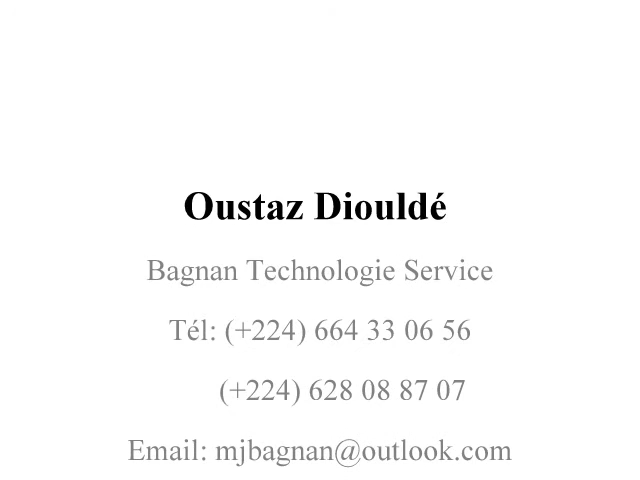 Oustaz Diouldé
Bagnan Technologie Service
Tél: (+224) 664 33 06 56
(+224) 628 08 87 07
Email: mjbagnan@outlook.com